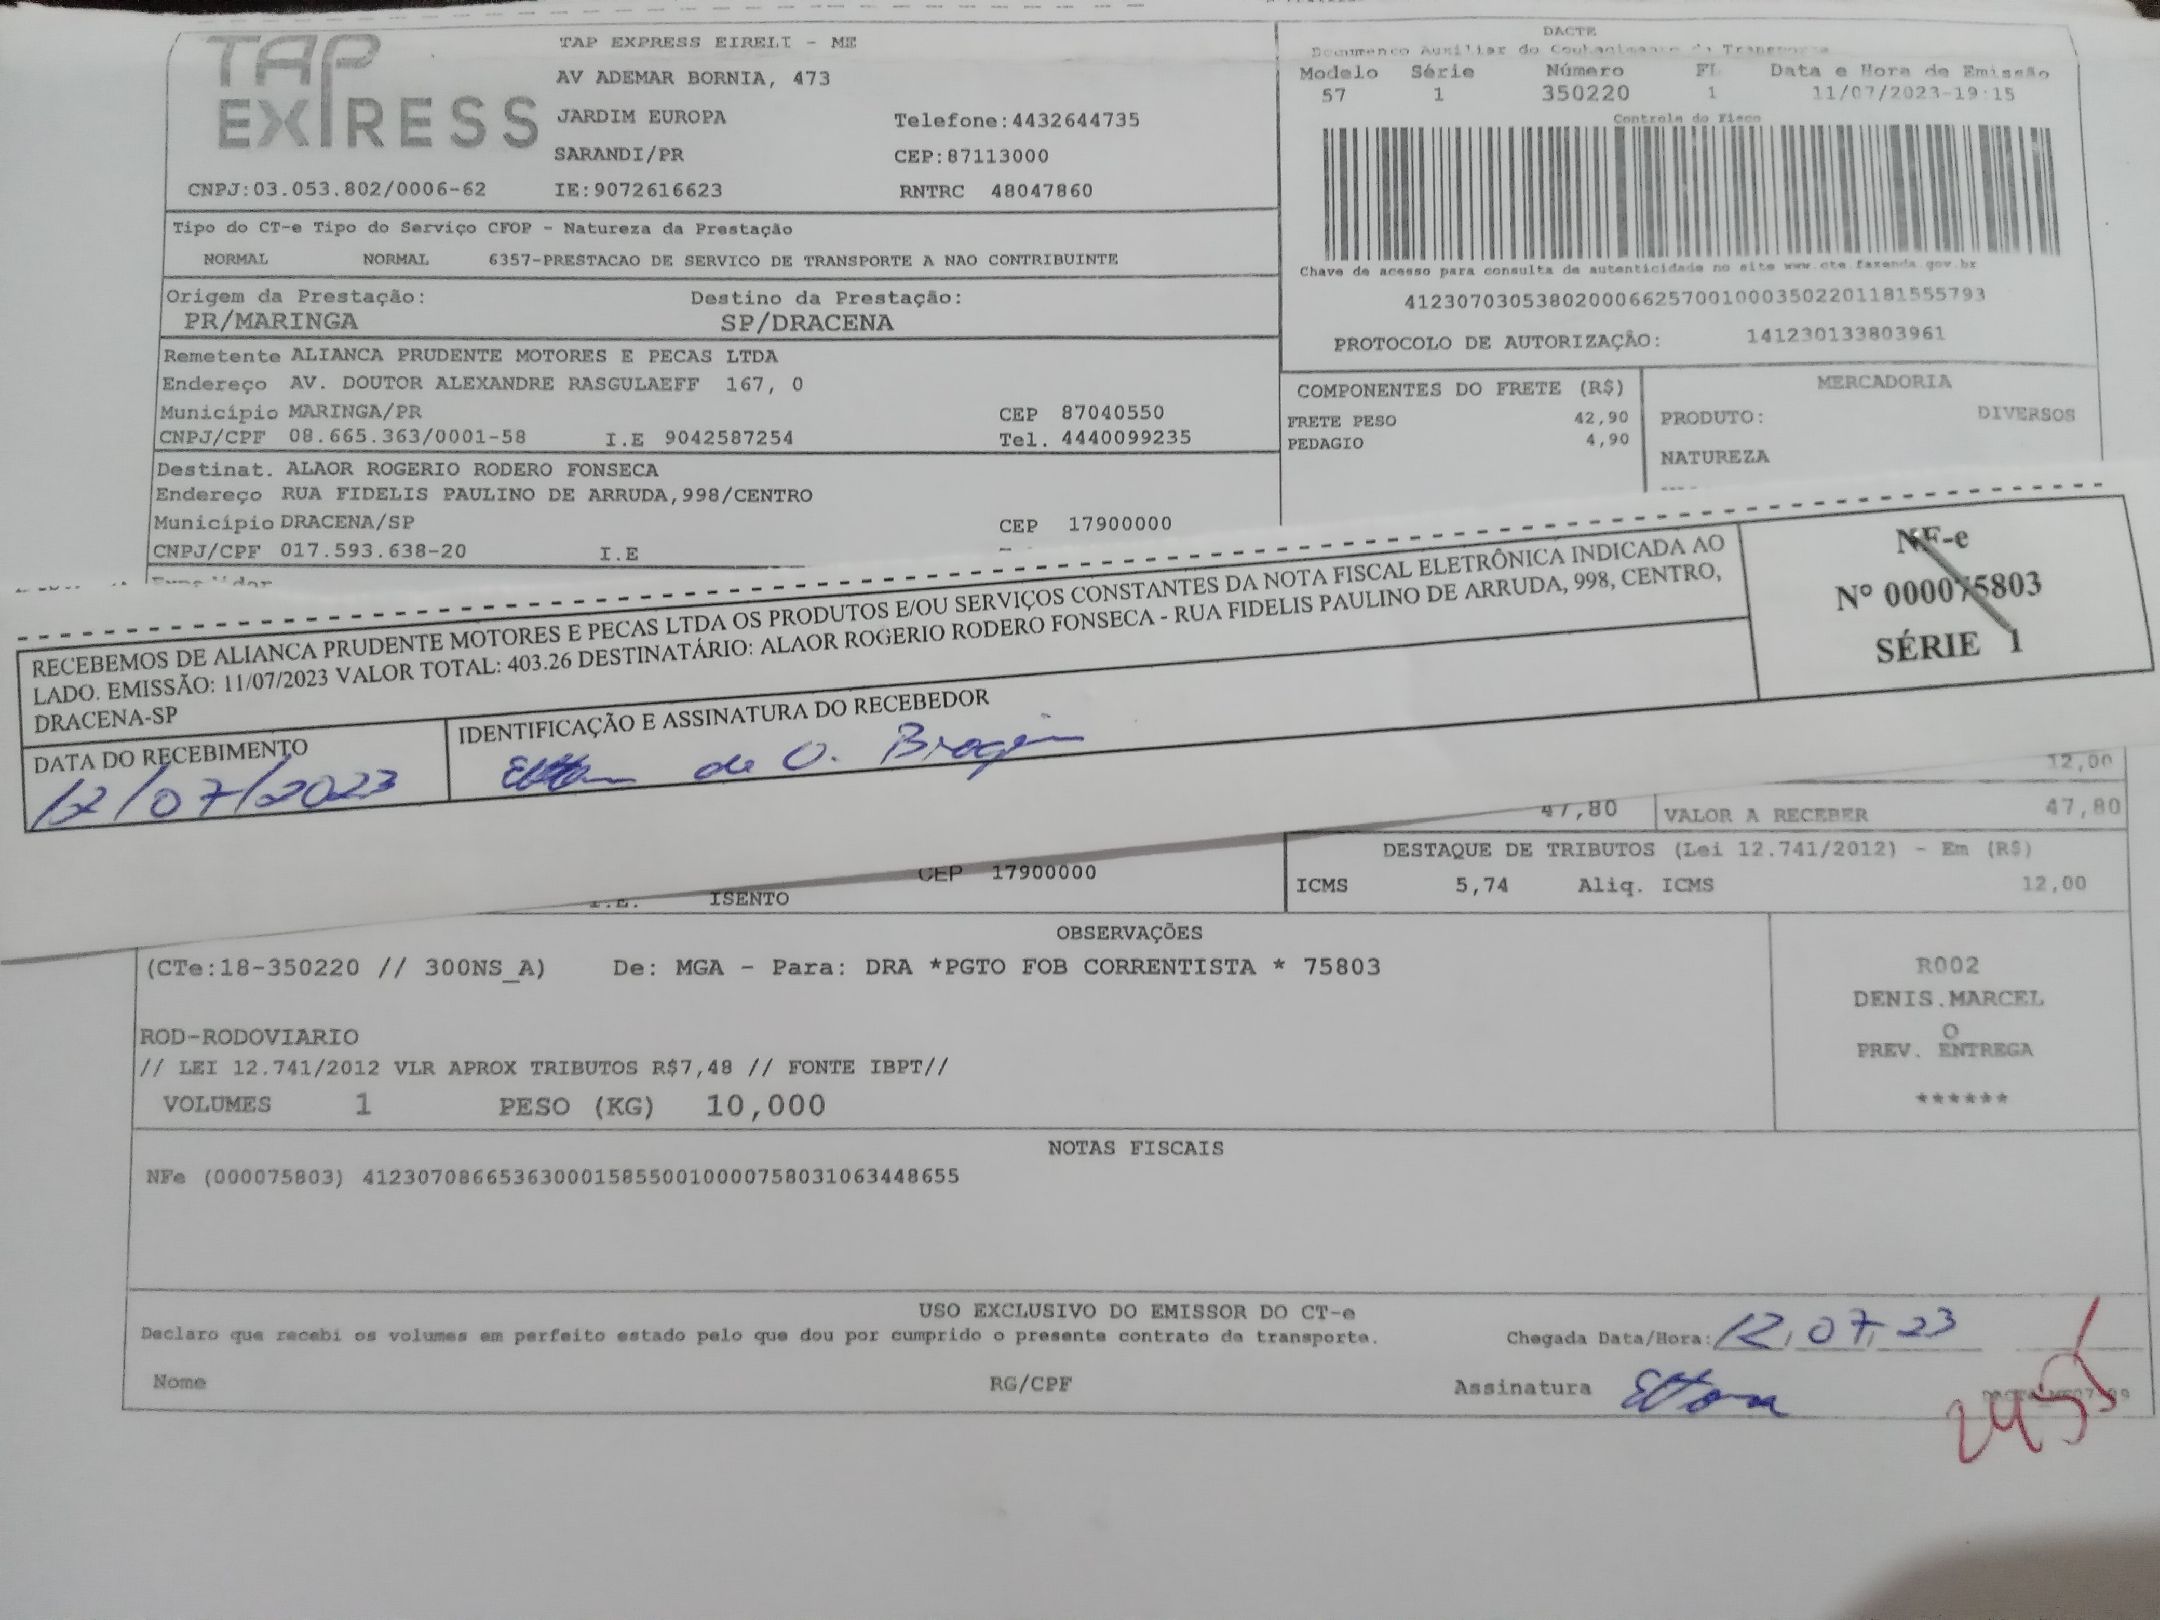 TAP EXPRESS
TAP EXPRESS EIRELI - ME
AV ADEMAR BORNIA, 473
JARDIM EUROPA Telefone:4432644735
SARANDI/PR CEP:87113000
CNPJ:03.053.802/0006-62 IE:9072616623 RNTRC 48047860
DACTE
Documento Auxiliar do Conhecimento de Transporte
Modelo Série Número FL Data e Hora de Emissão
57 1 350220 1 11/07/2023-19:15
Controle do Fisco
Chave de acesso para consulta de autenticidade no site www.cte.fazenda.gov.br
41230703053802000662570010003502201181555793
PROTOCOLO DE AUTORIZAÇÃO: 141230133803961
Tipo do CT-e Tipo do Serviço CFOP - Natureza da Prestação
NORMAL NORMAL 6357-PRESTACAO DE SERVICO DE TRANSPORTE A NAO CONTRIBUINTE
Origem da Prestação: Destino da Prestação:
PR/MARINGA SP/DRACENA
Remetente ALIANCA PRUDENTE MOTORES E PECAS LTDA
Endereço AV. DOUTOR ALEXANDRE RASGULAEFF 167, 0
Município MARINGA/PR CEP 87040550
CNPJ/CPF 08.665.363/0001-58 I.E 9042587254 Tel. 4440099235
COMPONENTES DO FRETE (R$)
FRETE PESO 42,90
PEDAGIO 4,90
MERCADORIA
PRODUTO: DIVERSOS
NATUREZA
Destinat. ALAOR ROGERIO RODERO FONSECA
Endereço RUA FIDELIS PAULINO DE ARRUDA,998/CENTRO
Município DRACENA/SP CEP 17900000
CNPJ/CPF 017.593.638-20 I.E
RECEBEMOS DE ALIANCA PRUDENTE MOTORES E PECAS LTDA OS PRODUTOS E/OU SERVIÇOS CONSTANTES DA NOTA FISCAL ELETRÔNICA INDICADA AO
LADO. EMISSÃO: 11/07/2023 VALOR TOTAL: 403.26 DESTINATÁRIO: ALAOR ROGERIO RODERO FONSECA - RUA FIDELIS PAULINO DE ARRUDA, 998, CENTRO,
DRACENA-SP
NF-e
Nº 000075803
SÉRIE 1
DATA DO RECEBIMENTO
12/07/2023
IDENTIFICAÇÃO E ASSINATURA DO RECEBEDOR
de O.
12,00
47,80 VALOR A RECEBER 47,80
CEP 17900000
ISENTO
DESTAQUE DE TRIBUTOS (Lei 12.741/2012) - Em (R$)
ICMS 5,74 Aliq. ICMS 12,00
OBSERVAÇÕES
(CTe:18-350220 // 300NS_A) De: MGA - Para: DRA *PGTO FOB CORRENTISTA * 75803
ROD-RODOVIARIO
// LEI 12.741/2012 VLR APROX TRIBUTOS R$7,48 // FONTE IBPT//
VOLUMES 1 PESO (KG) 10,000
R002
DENIS.MARCEL
O
PREV. ENTREGA
******
NOTAS FISCAIS
NFe (000075803) 41230708665363000158550010000758031063448655
USO EXCLUSIVO DO EMISSOR DO CT-e
Declaro que recebi os volumes em perfeito estado pelo que dou por cumprido o presente contrato de transporte.
Chegada Data/Hora: 12/07/23
Nome RG/CPF Assinatura